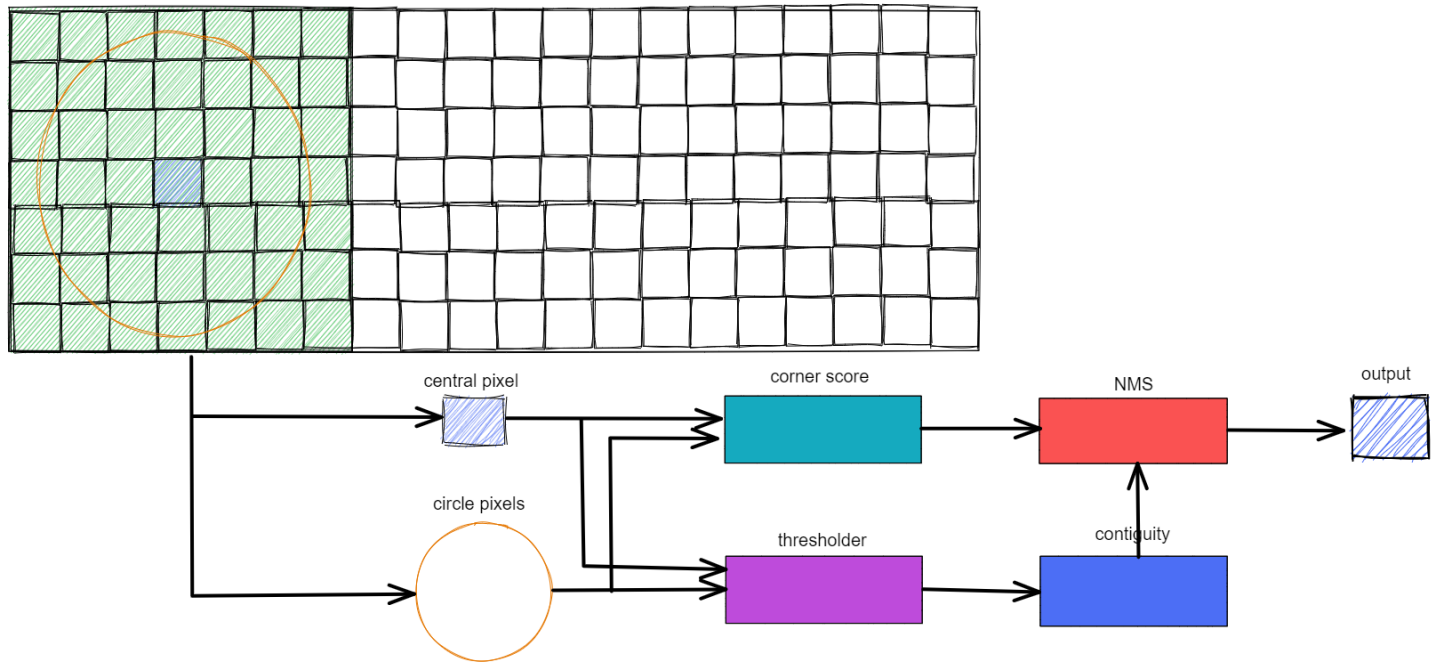 central pixel
corner score
NMS
output
circle pixels
thresholder
contiguity